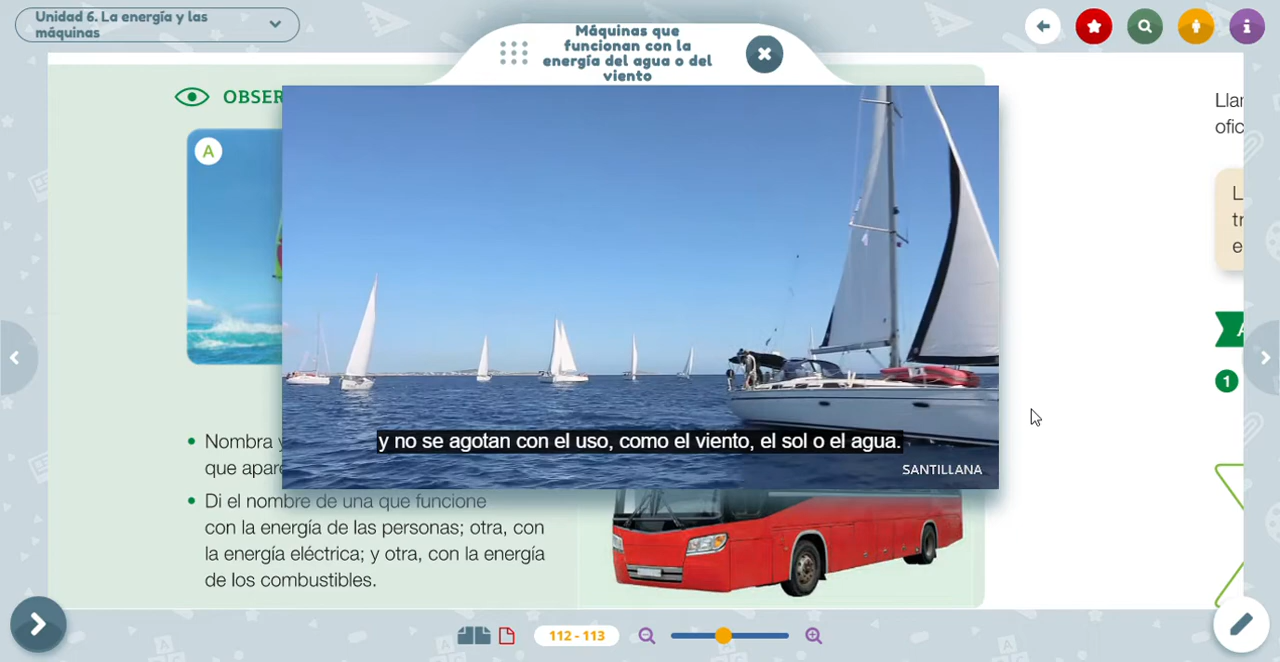 Unidad 6. La energía y las
máquinas
Máquinas que
funcionan con la
energía del agua o del
viento
OBSER
A
y no se agotan con el uso, como el viento, el sol o el agua.
SANTILLANA
Nombra y
que apare
• Di el nombre de una que funcione
con la energía de las personas; otra, con
la energía eléctrica; y otra, con la energía
de los combustibles.
ofic
L
tr
e
1
112 - 113